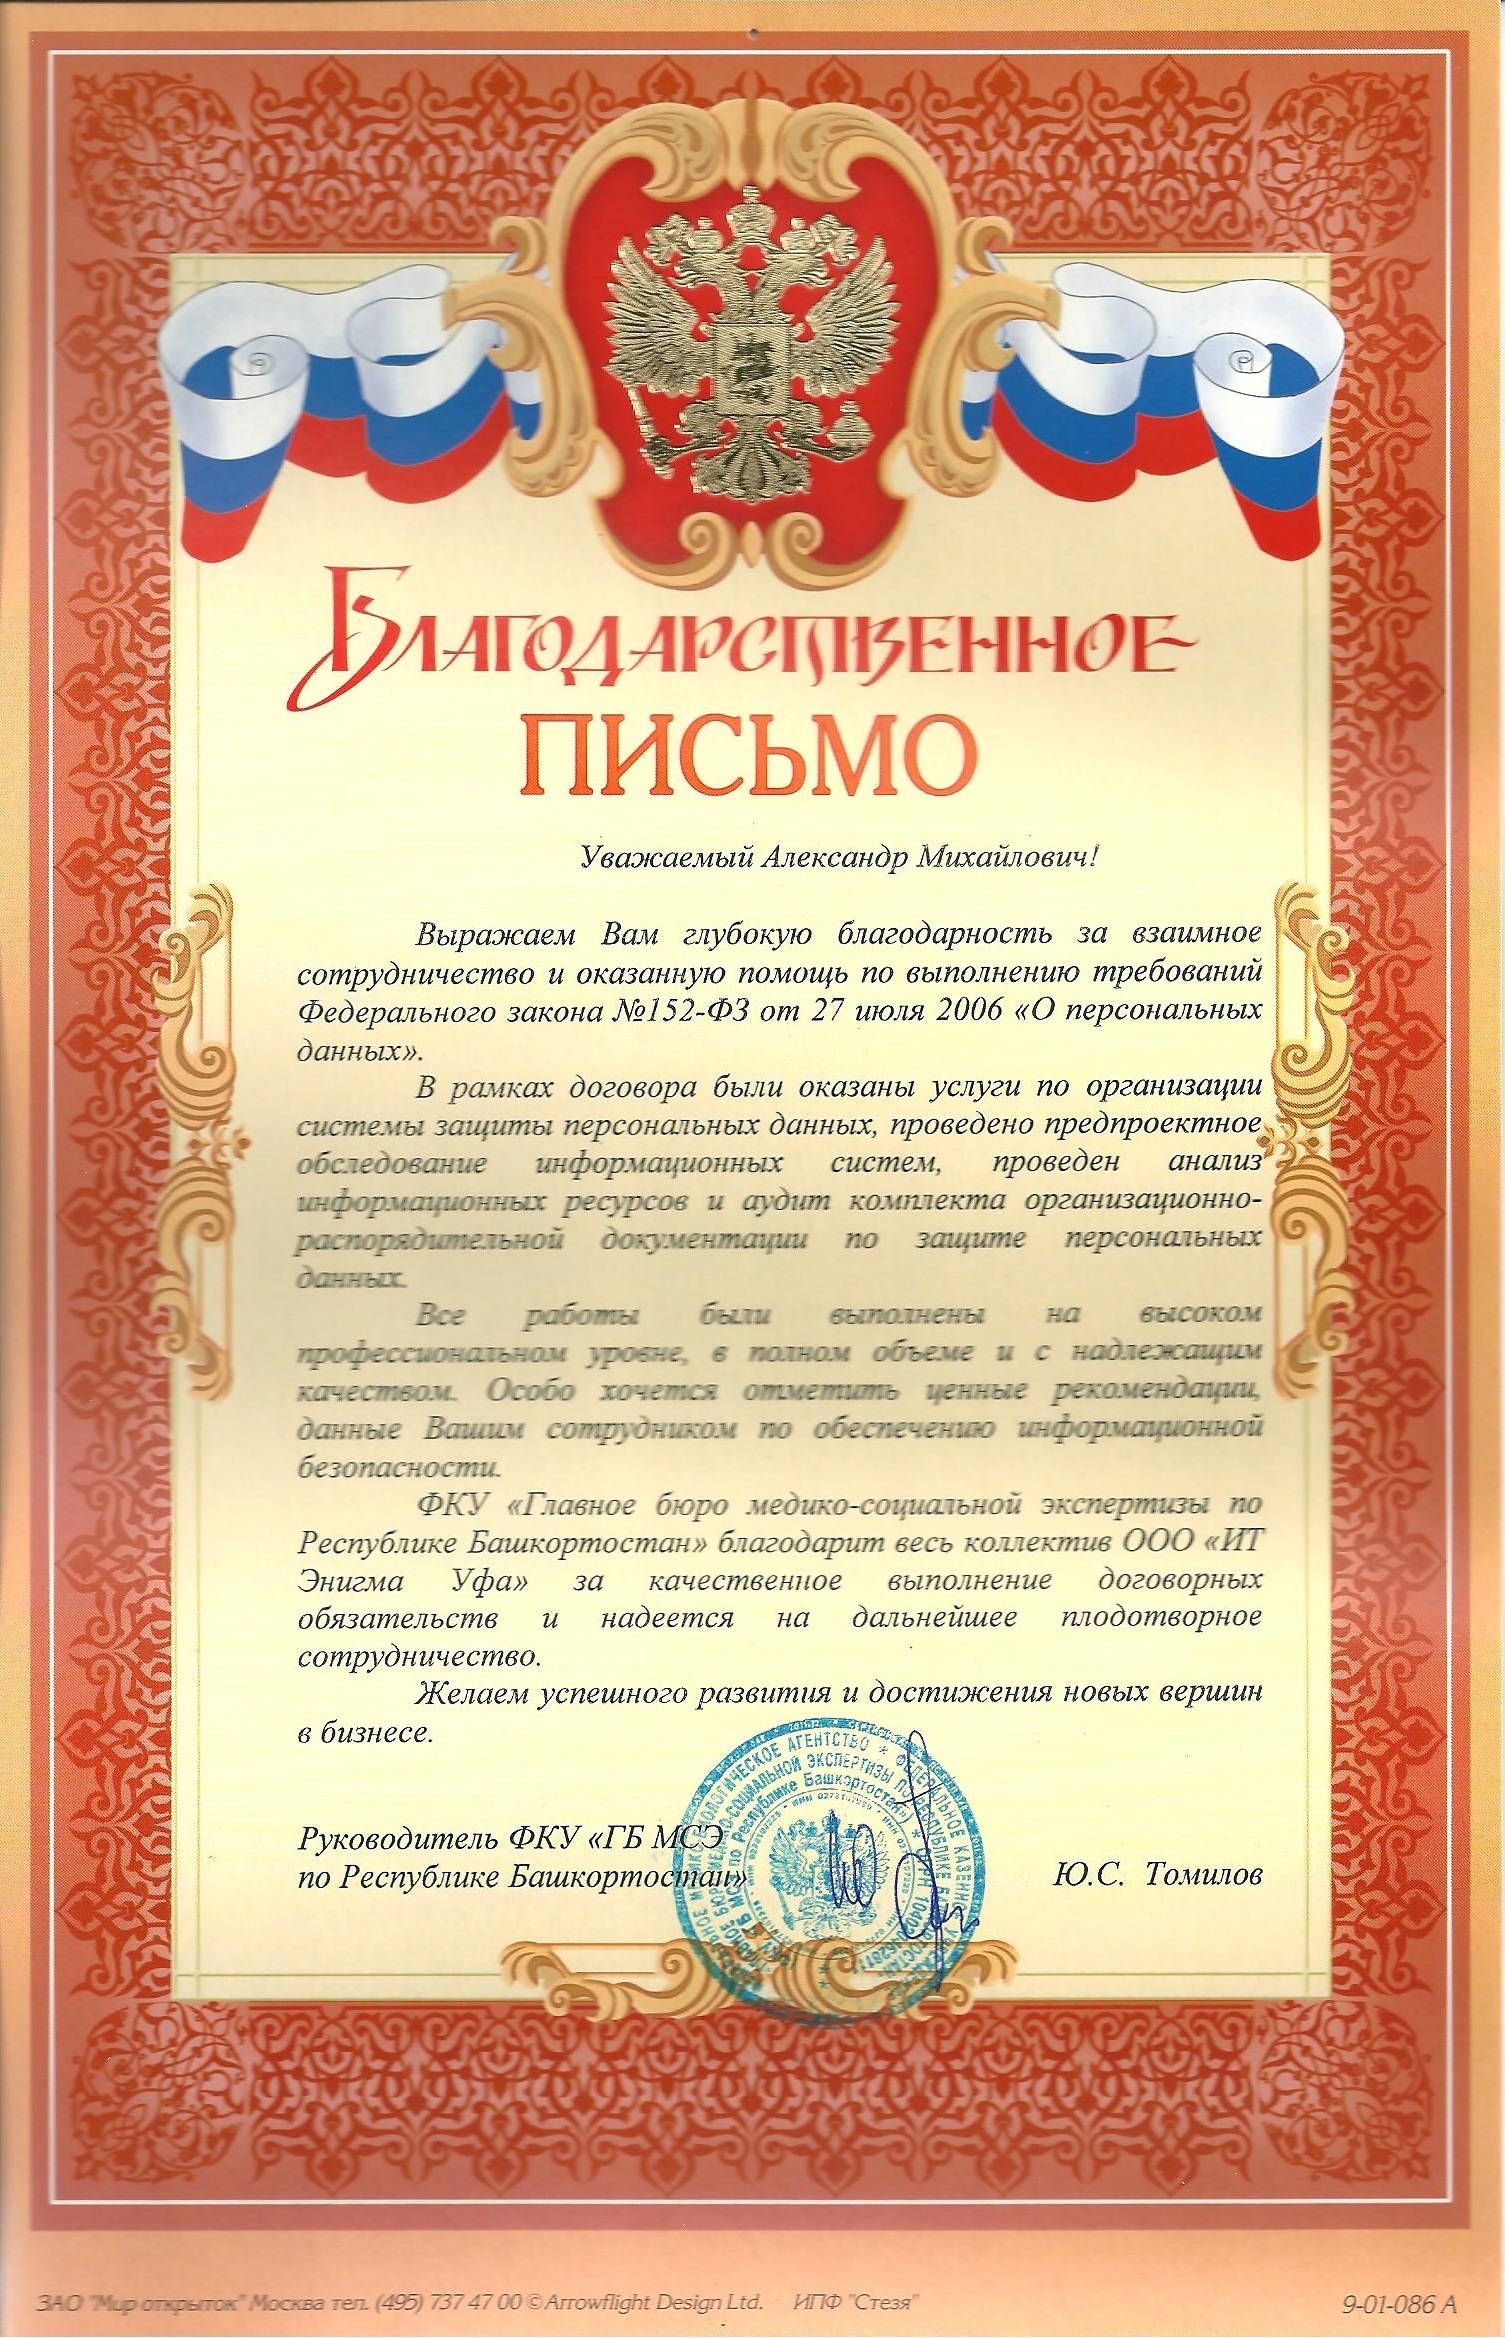 Благодарственное
письмо
Уважаемый Александр Михайлович!
Выражаем Вам глубокую благодарность за взаимное
сотрудничество и оказанную помощь по выполнению требований
Федерального закона №152-ФЗ от 27 июля 2006 «О персональных
данных».
В рамках договора были оказаны услуги по организации
системы защиты персональных данных, проведено предпроектное
обследование информационных систем, проведен анализ
информационных ресурсов и аудит комплекта организационно-
распорядительной документации по защите персональных
данных.
Все работы были выполнены на высоком
профессиональном уровне, в полном объеме и с надлежащим
качеством. Особо хочется отметить ценные рекомендации,
данные Вашим сотрудником по обеспечению информационной
безопасности.
ФКУ «Главное бюро медико-социальной экспертизы по
Республике Башкортостан» благодарит весь коллектив ООО «ИТ
Энигма Уфа» за качественное выполнение договорных
обязательств и надеется на дальнейшее плодотворное
сотрудничество.
Желаем успешного развития и достижения новых вершин
в бизнесе.
Руководитель ФКУ «ГБ МСЭ
по Республике Башкортостан» Ю.С. Томилов
АГЕНТСТВО * ФЕДЕРАЛЬНОЕ КАЗЕННОЕ
МЕДИКО-СОЦИАЛЬНОЙ ЭКСПЕРТИЗЫ ПО РЕСПУБЛИКЕ
МСЭ по Республике Башкортостан»)
ЗАО "Мир открыток" Москва тел. (495) 737 47 00 © Arrowflight Design Ltd. ИПФ "Стезя" 9-01-086 А